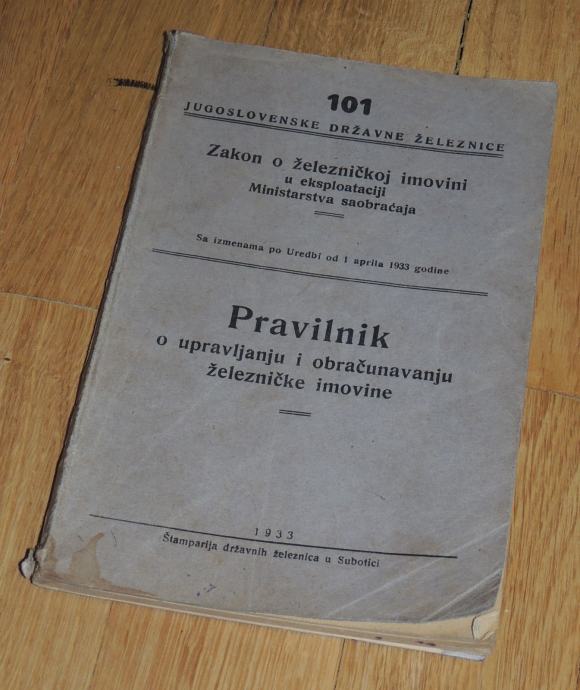 101
JUGOSLOVENSKE DRŽAVNE ŽELEZNICE
Zakon o železničkoj imovini
u eksploataciji
Ministarstva saobraćaja
Sa izmenama po Uredbi od 1 aprila 1933 godine
Pravilnik
o upravljanju i obračunavanju
železničke imovine
1933
Štamparija državnih železnica u Subotici